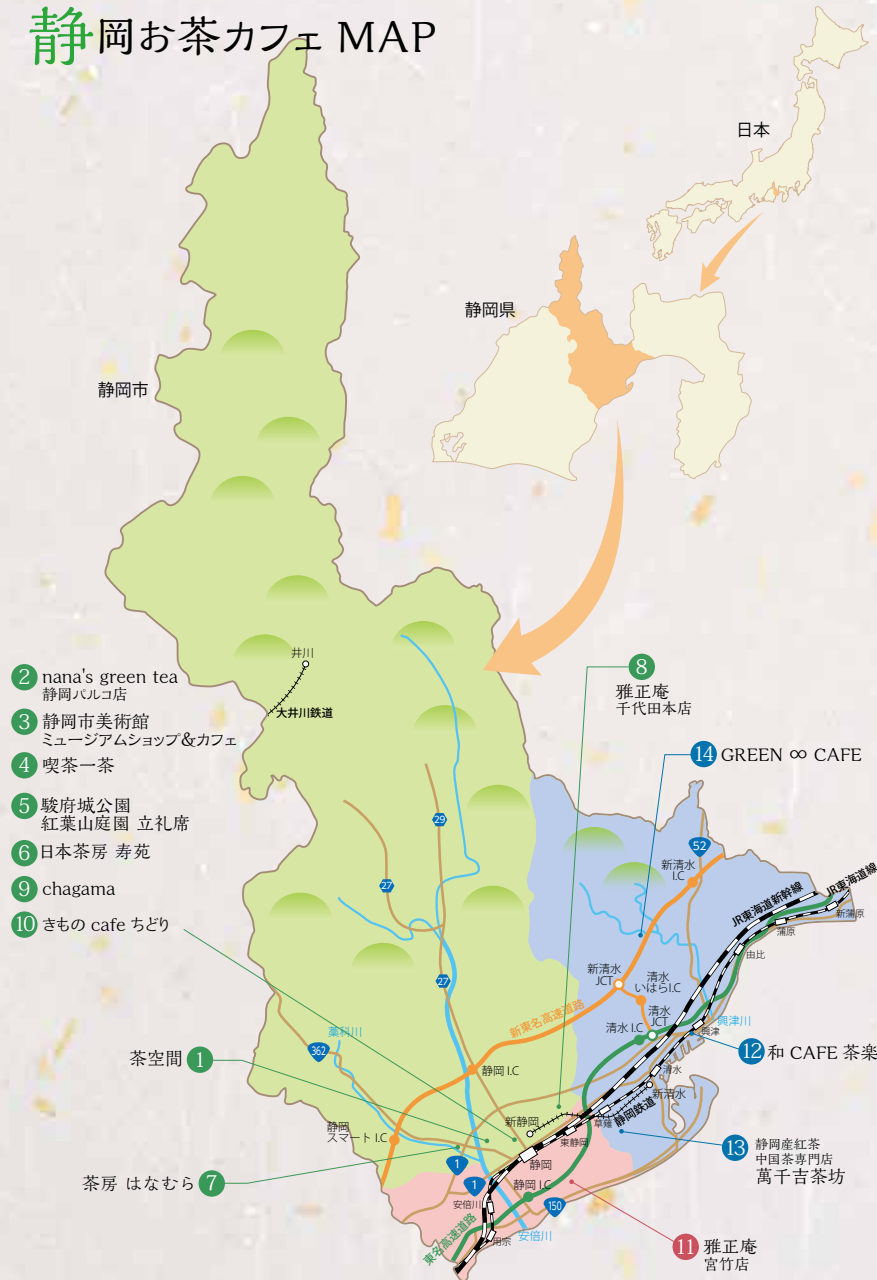 静岡お茶カフェ MAP
日本
静岡県
静岡市
井川
大井川鉄道
2 nana's green tea
静岡パルコ店
3 静岡市美術館
ミュージアムショップ&カフェ
4 喫茶一茶
5 駿府城公園
紅葉山庭園 立礼席
6 日本茶房 寿苑
9 chagama
10 きもの cafe ちどり
8
雅正庵
千代田本店
14 GREEN ∞ CAFE
29
27
52
新清水
I.C
JR東海道新幹線
JR東海道線
新蒲原
蒲原
由比
新清水
JCT
清水
いはらI.C
27
新東名高速道路
清水
JCT
清水 I.C
興津川
興津
藁科川
362
茶空間 1
静岡 I.C
12 和 CAFE 茶楽
清水
新清水
静岡鉄道
草薙
新静岡
東静岡
静岡
スマート I.C
静岡
13 静岡産紅茶
中国茶専門店
萬千吉茶坊
茶房 はなむら 7
1
1
静岡 I.C
150
安倍川
安倍川
東名高速道路
用宗
11 雅正庵
宮竹店